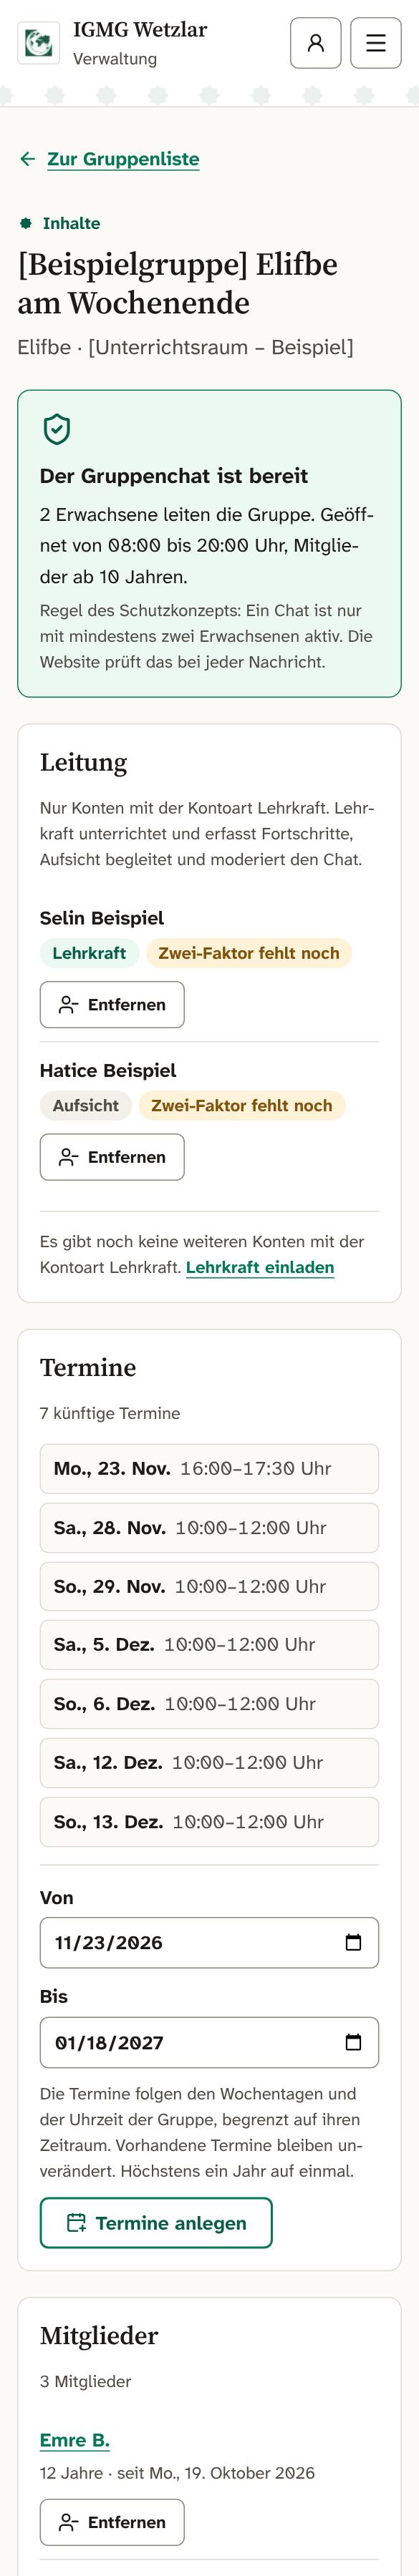 IGMG Wetzlar
Verwaltung
Zur Gruppenliste
Inhalte
[Beispielgruppe] Elifbe
am Wochenende
Elifbe · [Unterrichtsraum – Beispiel]
Der Gruppenchat ist bereit
2 Erwachsene leiten die Gruppe. Geöff-
net von 08:00 bis 20:00 Uhr, Mitglie-
der ab 10 Jahren.
Regel des Schutzkonzepts: Ein Chat ist nur
mit mindestens zwei Erwachsenen aktiv. Die
Website prüft das bei jeder Nachricht.
Leitung
Nur Konten mit der Kontoart Lehrkraft. Lehr-
kraft unterrichtet und erfasst Fortschritte,
Aufsicht begleitet und moderiert den Chat.
Selin Beispiel
Lehrkraft Zwei-Faktor fehlt noch
Entfernen
Hatice Beispiel
Aufsicht Zwei-Faktor fehlt noch
Entfernen
Es gibt noch keine weiteren Konten mit der
Kontoart Lehrkraft. Lehrkraft einladen
Termine
7 künftige Termine
Mo., 23. Nov. 16:00–17:30 Uhr
Sa., 28. Nov. 10:00–12:00 Uhr
So., 29. Nov. 10:00–12:00 Uhr
Sa., 5. Dez. 10:00–12:00 Uhr
So., 6. Dez. 10:00–12:00 Uhr
Sa., 12. Dez. 10:00–12:00 Uhr
So., 13. Dez. 10:00–12:00 Uhr
Von
11/23/2026
Bis
01/18/2027
Die Termine folgen den Wochentagen und
der Uhrzeit der Gruppe, begrenzt auf ihren
Zeitraum. Vorhandene Termine bleiben un-
verändert. Höchstens ein Jahr auf einmal.
Termine anlegen
Mitglieder
3 Mitglieder
Emre B.
12 Jahre · seit Mo., 19. Oktober 2026
Entfernen